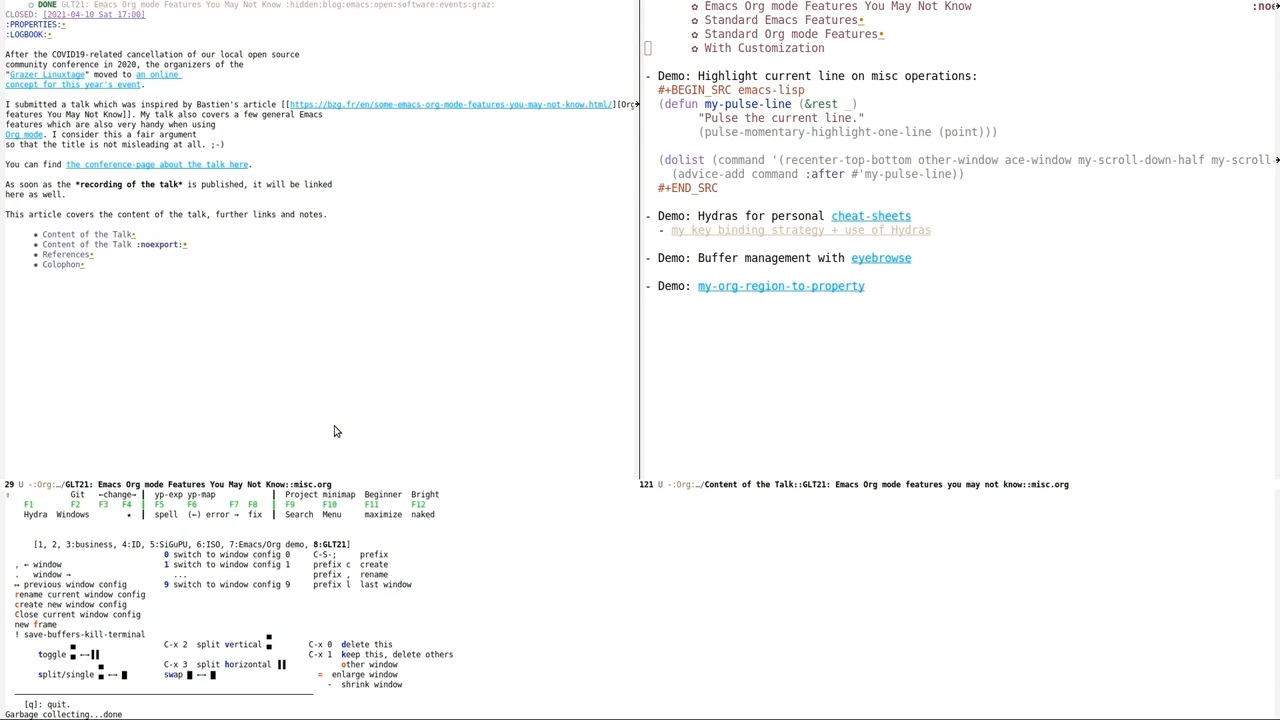 ○ DONE GLT21: Emacs Org mode Features You May Not Know :hidden:blog:emacs:open:software:events:graz:
CLOSED: [2021-04-10 Sat 17:00]
:PROPERTIES:•
:LOGBOOK:•
After the COVID19-related cancellation of our local open source
community conference in 2020, the organizers of the
"Grazer Linuxtage" moved to an online
concept for this year's event.
I submitted a talk which was inspired by Bastien's article [[https://bzg.fr/en/some-emacs-org-mode-features-you-may-not-know.html/][Org
features You May Not Know]]. My talk also covers a few general Emacs
features which are also very handy when using
Org mode. I consider this a fair argument
so that the title is not misleading at all. ;-)
You can find the conference-page about the talk here.
As soon as the *recording of the talk* is published, it will be linked
here as well.
This article covers the content of the talk, further links and notes.
✷ Content of the Talk•
✷ Content of the Talk :noexport:•
✷ References•
✷ Colophon•
29 U -:Org:…/GLT21: Emacs Org mode Features You May Not Know::misc.org
✿ Emacs Org mode Features You May Not Know :noe
✿ Standard Emacs Features•
✿ Standard Org mode Features•
✿ With Customization
- Demo: Highlight current line on misc operations:
#+BEGIN_SRC emacs-lisp
(defun my-pulse-line (&rest _)
"Pulse the current line."
(pulse-momentary-highlight-one-line (point)))
(dolist (command '(recenter-top-bottom other-window ace-window my-scroll-down-half my-scroll-
(advice-add command :after #'my-pulse-line))
#+END_SRC
- Demo: Hydras for personal cheat-sheets
- my key binding strategy + use of Hydras
- Demo: Buffer management with eyebrowse
- Demo: my-org-region-to-property
121 U -:Org:…/Content of the Talk::GLT21: Emacs Org mode features you may not know::misc.org
⇧ Git ←change→ | yp-exp yp-map | Project minimap Beginner Bright
F1 F2 F3 F4 | F5 F6 F7 F8 | F9 F10 F11 F12
Hydra Windows ★ | spell (←) error → fix | Search Menu maximize naked
[1, 2, 3:business, 4:ID, 5:SiGuPU, 6:ISO, 7:Emacs/Org demo, 8:GLT21]
0 switch to window config 0 C-S-; prefix
, ← window 1 switch to window config 1 prefix c create
. window → ... prefix , rename
↦ previous window config 9 switch to window config 9 prefix l last window
rename current window config
create new window config
Close current window config
new frame
! save-buffers-kill-terminal
C-x 2 split vertical C-x 0 delete this
toggle ←→ C-x 1 keep this, delete others
C-x 3 split horizontal other window
split/single ←→ swap ←→ = enlarge window
- shrink window
[q]: quit.
Garbage collecting...done